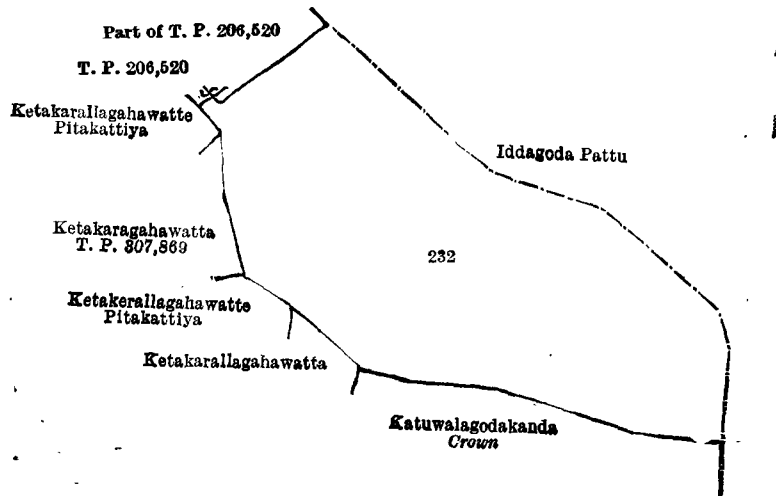 Part of T. P. 206,520
T. P. 206,520
Ketakarallagahawatte
Pitakattiya
Iddagoda Pattu
Ketakaragahawatta
T. P. 307,869
232
Ketakerallagahawatte
Pitakattiya
Ketakarallagahawatta
Katuwalagodakanda
Crown